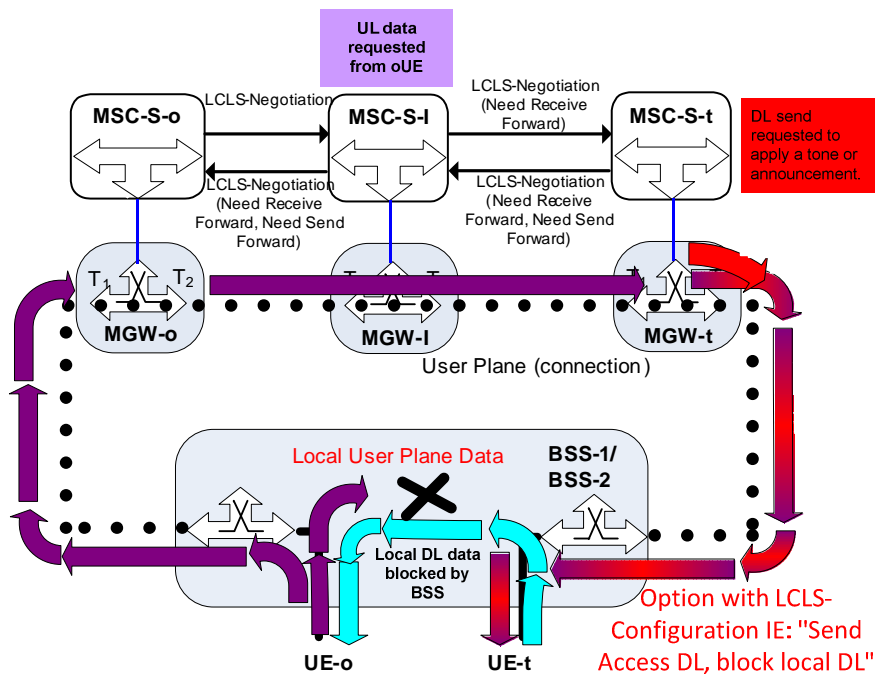 UL data
requested
from oUE
MSC-S-o
LCLS-Negotiation
MSC-S-I
LCLS-Negotiation
(Need Receive
Forward)
MSC-S-t
DL send
requested to
apply a tone or
announcement.
LCLS-Negotiation
(Need Receive
Forward, Need Send
Forward)
LCLS-Negotiation
(Need Receive
Forward, Need Send
Forward)
T1
T2
MGW-o
T
T
MGW-I
MGW-t
User Plane (connection)
Local User Plane Data
BSS-1/
BSS-2
Local DL data
blocked by
BSS
UE-o
UE-t
Option with LCLS-
Configuration IE: "Send
Access DL, block local DL"